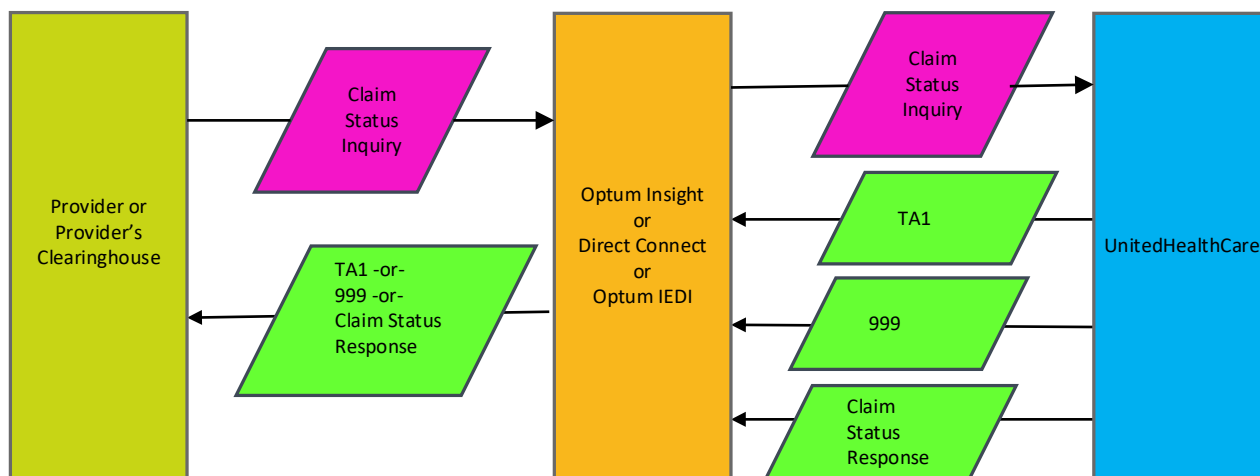 Provider or
Provider’s
Clearinghouse
Claim
Status
Inquiry
TA1 -or-
999 -or-
Claim Status
Response
Optum Insight
or
Direct Connect
or
Optum IEDI
Claim
Status
Inquiry
TA1
999
Claim
Status
Response
UnitedHealthCare